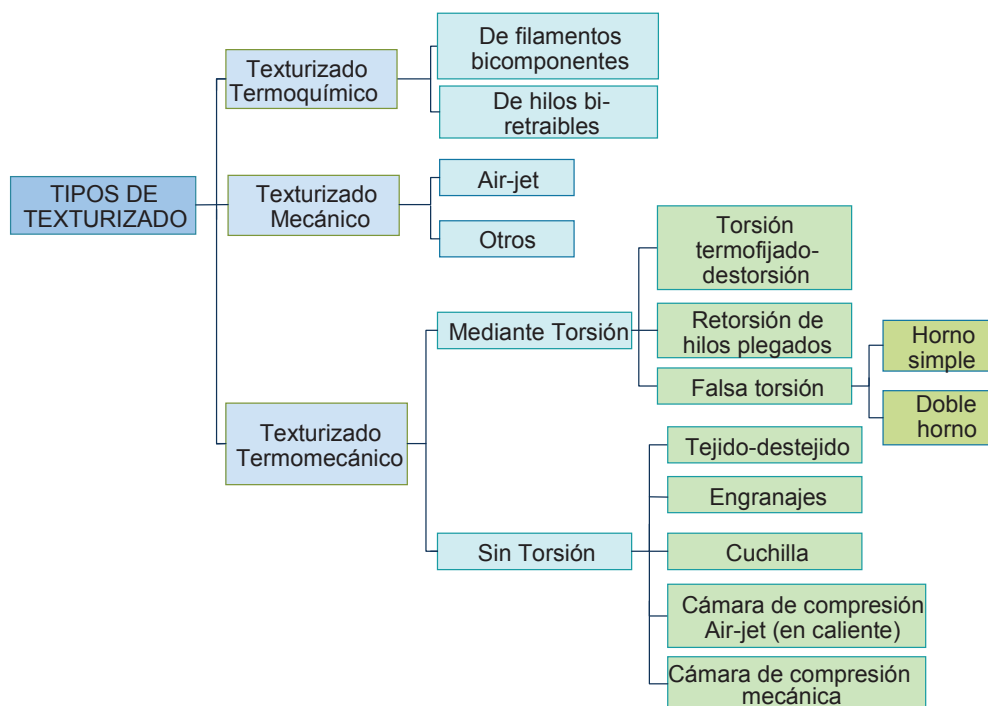 TIPOS DE
TEXTURIZADO
Texturizado
Termoquímico
De filamentos
bicomponentes
De hilos bi-
retraibles
Texturizado
Mecánico
Air-jet
Otros
Texturizado
Termomecánico
Mediante Torsión
Torsión
termofijado-
destorsión
Retorsión de
hilos plegados
Falsa torsión
Horno
simple
Doble
horno
Sin Torsión
Tejido-destejido
Engranajes
Cuchilla
Cámara de compresión
Air-jet (en caliente)
Cámara de compresión
mecánica